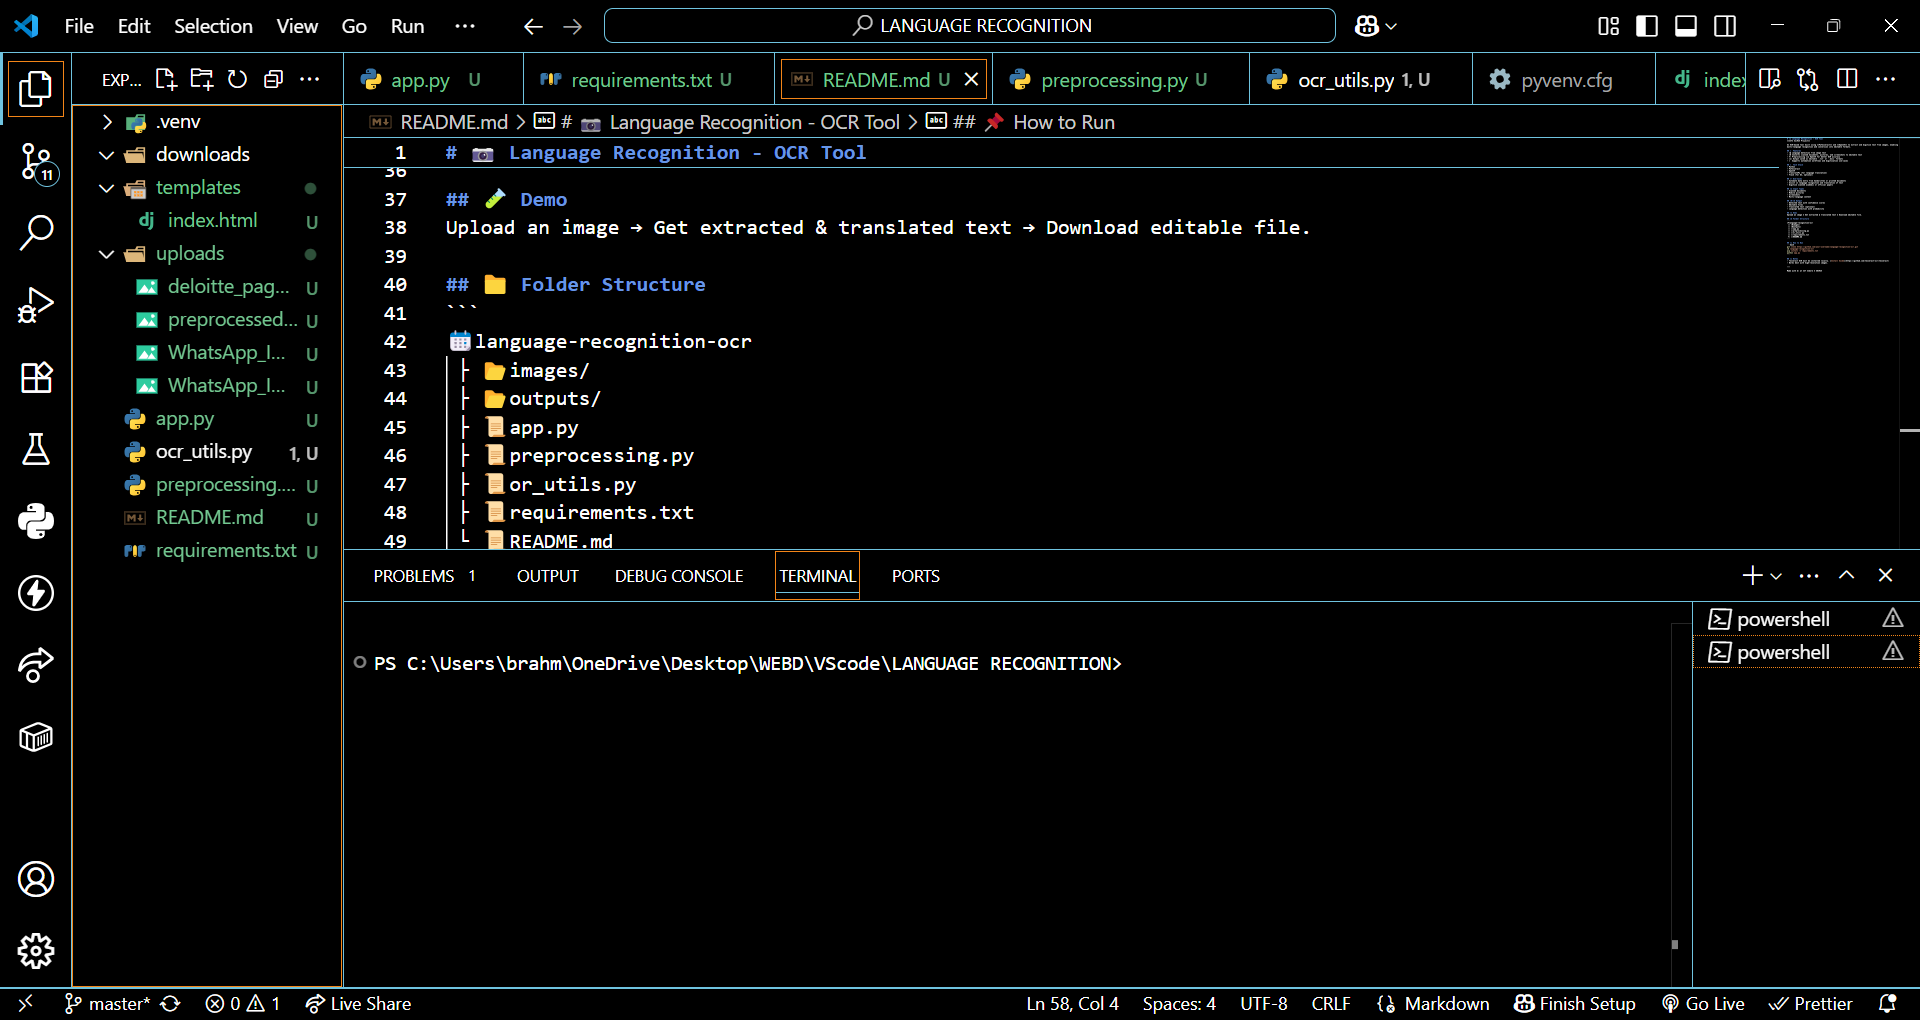 File Edit Selection View Go Run ···
LANGUAGE RECOGNITION
EXP...
app.py U
requirements.txt U
README.md U
preprocessing.py U
ocr_utils.py 1, U
pyvenv.cfg
index
.venv
downloads
templates
index.html U
uploads
deloitte_pag... U
preprocessed... U
WhatsApp_I... U
WhatsApp_I... U
app.py U
ocr_utils.py 1, U
preprocessing.... U
README.md U
requirements.txt U
11
README.md > # 📷 Language Recognition - OCR Tool > ## 📌 How to Run
1 # 📷 Language Recognition - OCR Tool
36
37 ## 🧪 Demo
38 Upload an image → Get extracted & translated text → Download editable file.
39
40 ## 📁 Folder Structure
41 ```
42 🗓️language-recognition-ocr
43 │ ├ 📂images/
44 │ ├ 📂outputs/
45 │ ├ 📜app.py
46 │ ├ 📜preprocessing.py
47 │ ├ 📜or_utils.py
48 │ ├ 📜requirements.txt
49 │ └ 📜README.md
PROBLEMS 1 OUTPUT DEBUG CONSOLE TERMINAL PORTS
PS C:\Users\brahm\OneDrive\Desktop\WEBD\VScode\LANGUAGE RECOGNITION>
powershell
powershell
master* 0 1 Live Share
Ln 58, Col 4 Spaces: 4 UTF-8 CRLF {} Markdown Finish Setup Go Live Prettier